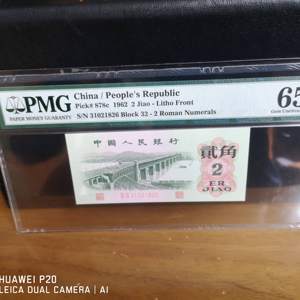 PMG
PAPER MONEY GUARANTY
China / People's Republic
Pick# 878c 1962 2 Jiao - Litho Front
S/N 31021826 Block 32 - 2 Roman Numerals
65
中国人民银行
贰角
2
ER
JIAO
HUAWEI P20
LEICA DUAL CAMERA | AI